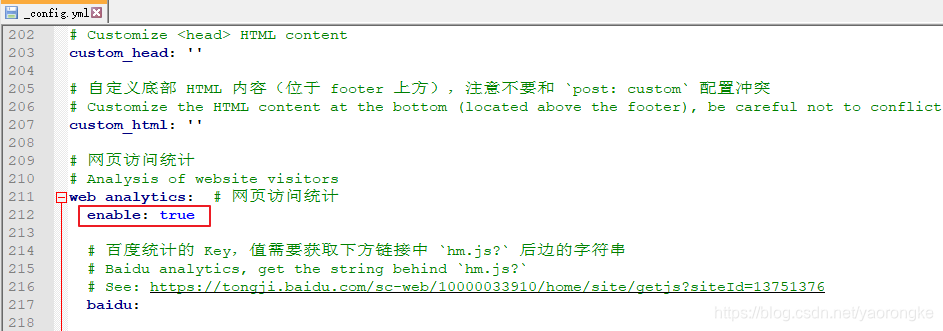 _config.yml
202 # Customize <head> HTML content
203 custom_head: ''
204
205 # 自定义底部 HTML 内容（位于 footer 上方），注意不要和 `post: custom` 配置冲突
206 # Customize the HTML content at the bottom (located above the footer), be careful not to conflict
207 custom_html: ''
208
209 # 网页访问统计
210 # Analysis of website visitors
211 web_analytics:  # 网页访问统计
212 enable: true
213
214 # 百度统计的 Key，值需要获取下方链接中 `hm.js?` 后边的字符串
215 # Baidu analytics, get the string behind `hm.js?`
216 # See: https://tongji.baidu.com/sc-web/10000033910/home/site/getjs?siteId=13751376
217 baidu:
218
https://blog.csdn.net/yaorongke